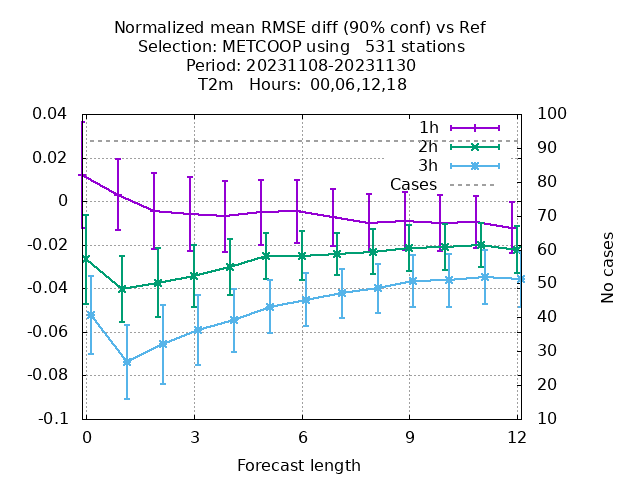 Normalized mean RMSE diff (90% conf) vs Ref
Selection: METCOOP using   531 stations
Period: 20231108-20231130
T2m   Hours:  00,06,12,18
0.04
0.02
0
-0.02
-0.04
-0.06
-0.08
-0.1
1h
2h
3h
Cases
100
90
80
70
60
50
40
30
20
10
No cases
0
3
6
9
12
Forecast length